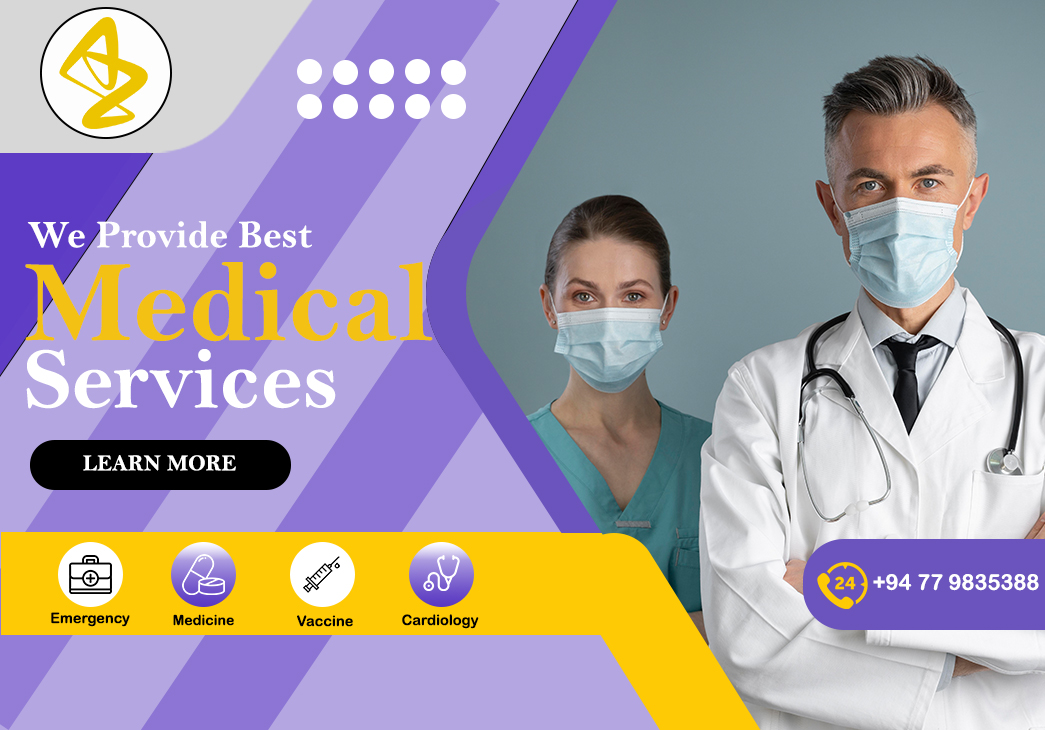 We Provide Best
Medical
Services
LEARN MORE
Emergency
Medicine
Vaccine
Cardiology
24
+94 77 9835388